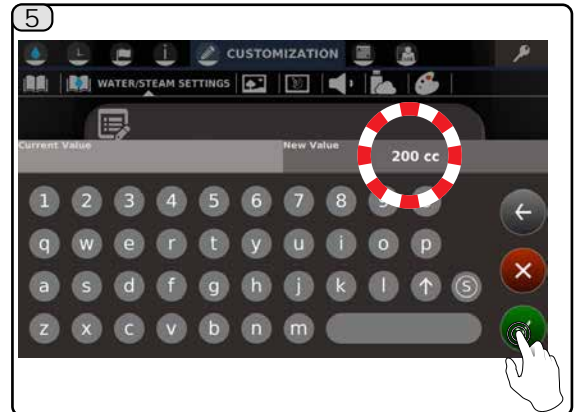 5
CUSTOMIZATION
WATER/STEAM SETTINGS
Current Value New Value
200 cc
1 2 3 4 5 6 7 8 9
q w e r t y u i o p
a s d f g h j k l S
z x c v b n m